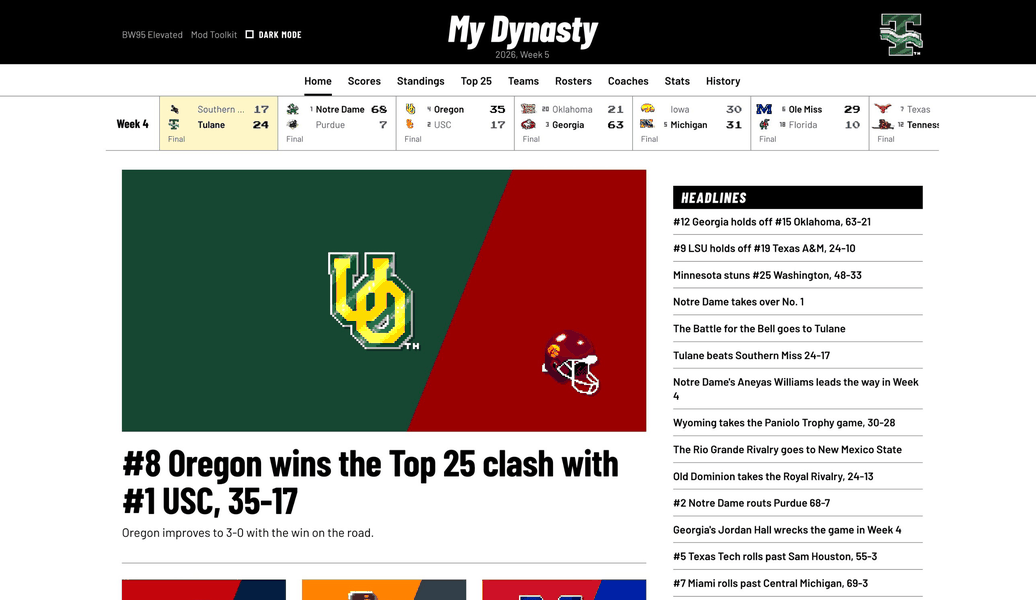 BW95 Elevated Mod Toolkit DARK MODE
My Dynasty
2026, Week 5
Home Scores Standings Top 25 Teams Rosters Coaches Stats History
Week 4
Southern ... 17
Tulane 24
Final
1 Notre Dame 68
Purdue 7
Final
4 Oregon 35
2 USC 17
Final
20 Oklahoma 21
3 Georgia 63
Final
Iowa 30
5 Michigan 31
Final
6 Ole Miss 29
18 Florida 10
Final
7 Texas
12 Tenness
Final
#8 Oregon wins the Top 25 clash with
#1 USC, 35-17
Oregon improves to 3-0 with the win on the road.
HEADLINES
#12 Georgia holds off #15 Oklahoma, 63-21
#9 LSU holds off #19 Texas A&M, 24-10
Minnesota stuns #25 Washington, 48-33
Notre Dame takes over No. 1
The Battle for the Bell goes to Tulane
Tulane beats Southern Miss 24-17
Notre Dame's Aneyas Williams leads the way in Week
4
Wyoming takes the Paniolo Trophy game, 30-28
The Rio Grande Rivalry goes to New Mexico State
Old Dominion takes the Royal Rivalry, 24-13
#2 Notre Dame routs Purdue 68-7
Georgia's Jordan Hall wrecks the game in Week 4
#5 Texas Tech rolls past Sam Houston, 55-3
#7 Miami rolls past Central Michigan, 69-3